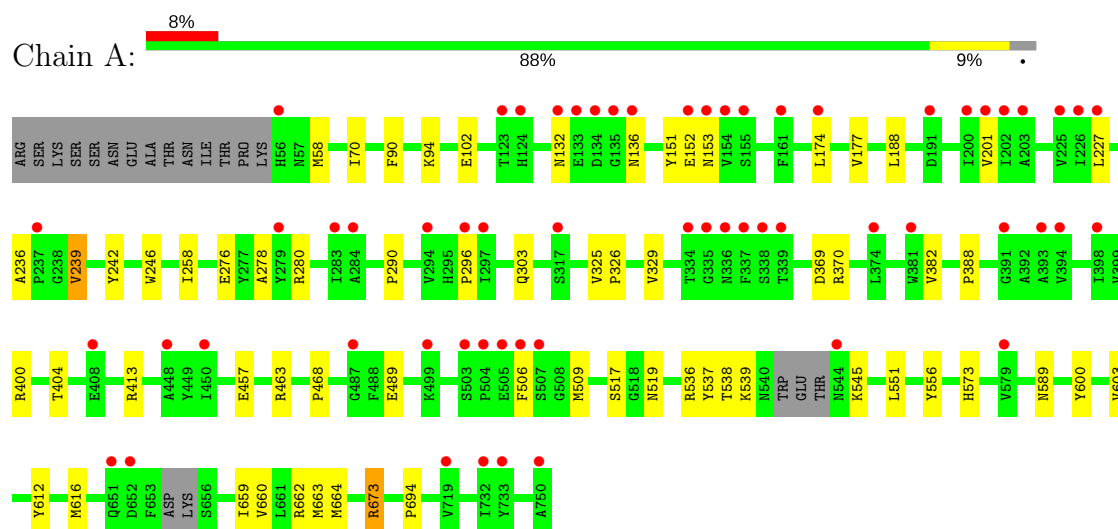 8%
Chain A:
88% 9% •
ARG SER LYS VAL SER SER ASN GLU ALA THR ASN ILE THR PRO LYS H56 N57 M58 I70 F90 K94 E102 T123 H124 N132 E133 D134 G135 N136 Y151 E152 N153 V154 S155 F161 L174 V177 L188 D191 I200 V201 I202 A203 V225 I226 L227
A236 P237 G238 V239 Y242 W246 I258 E276 Y277 A278 Y279 R280 I283 A284 P290 V294 H295 P296 I297 Q303 S317 V325 P326 V329 T334 G335 N336 F337 S338 T339 D369 R370 L374 W381 V382 P388 G391 A392 A393 V394 I398
R400 T404 E408 R413 A448 Y449 I450 E457 R463 P468 G487 F488 E489 K499 S503 P504 E505 F506 S507 G508 M509 S517 G518 N519 R536 Y537 T538 K539 N540 TRP GLU THR N544 K545 L551 Y556 H573 V579 N589 Y600
Y612 M616 Q651 D652 F653 ASP LYS S656 I659 V660 L661 R662 M663 M664 R673 P694 V719 I732 Y733 A750